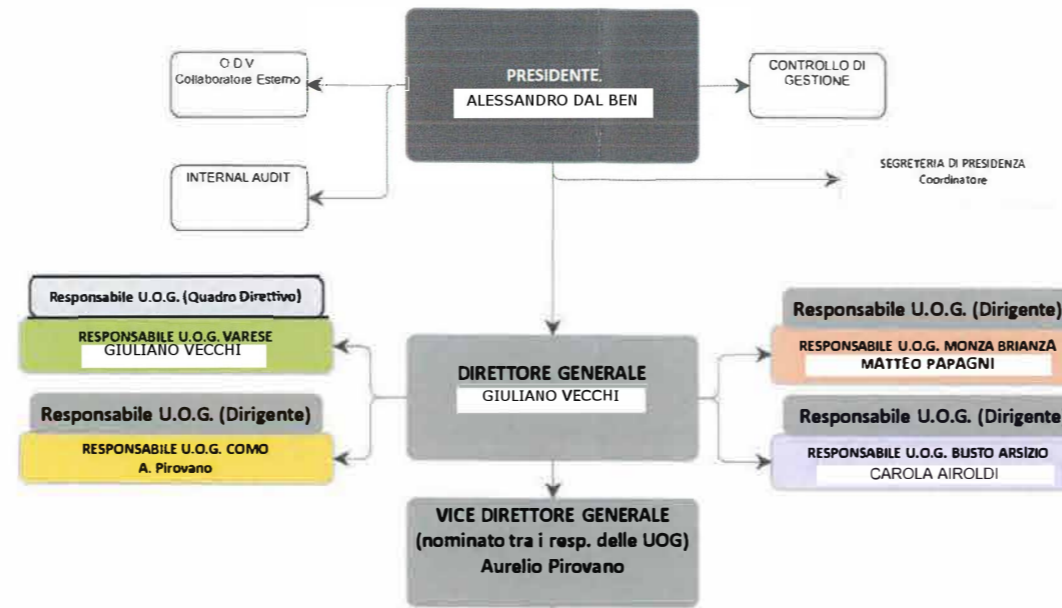 O D V
Collaboratore Esterno
PRESIDENTE.
ALESSANDRO DAL BEN
CONTROLLO DI
GESTIONE
INTERNAL AUDIT
SEGRETERIA DI PRESIDENZA
Coordinatore
Responsabile U.O.G. (Quadro Direttivo)
RESPONSABILE U.O.G. VARESE
GIULIANO VECCHI
Responsabile U.O.G. (Dirigente)
RESPONSABILE U.O.G. COMO
A. Pirovano
DIRETTORE GENERALE
GIULIANO VECCHI
Responsabile U.O.G. (Dirigente)
RESPONSABILE U.O.G. MONZA BRIANZA
MATTEO PAPAGNI
Responsabile U.O.G. (Dirigente
RESPONSABILE U.O.G. BUSTO ARSIZIO
CAROLA AIROLDI
VICE DIRETTORE GENERALE
(nominato tra i resp. delle UOG)
Aurelio Pirovano